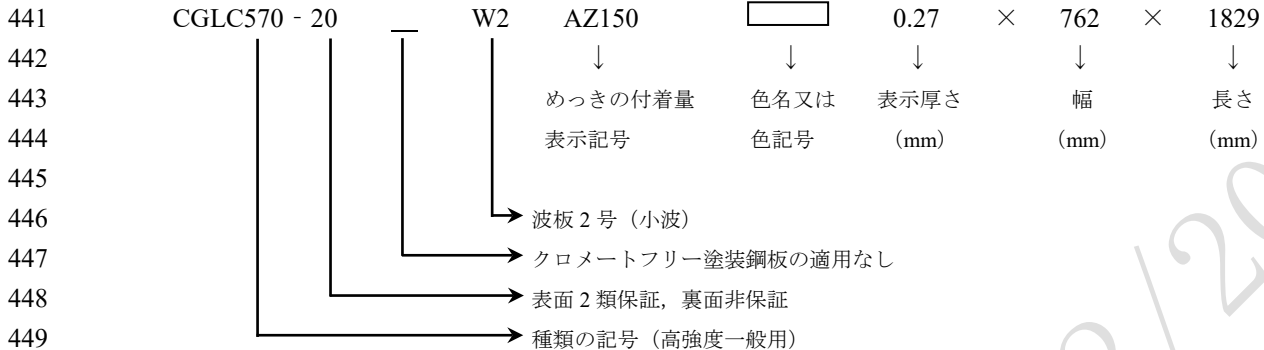 441 CGLC570‐20 _ W2 AZ150 0.27 × 762 × 1829
442 ↓ ↓ ↓ ↓ ↓
443 めっきの付着量 色名又は 表示厚さ 幅 長さ
444 表示記号 色記号 (mm) (mm) (mm)
445
446 波板2号(小波)
447 クロメートフリー塗装鋼板の適用なし
448 表面2類保証,裏面非保証
449 種類の記号(高強度一般用)